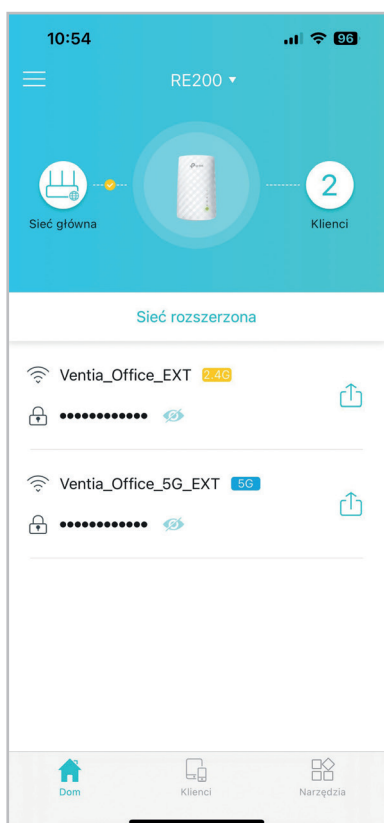 10:54
96
RE200
2
Sieć główna
Klienci
Sieć rozszerzona
Ventia_Office_EXT 2.4G
••••••••••••
Ventia_Office_5G_EXT 5G
••••••••••••
Dom
Klienci
Narzędzia